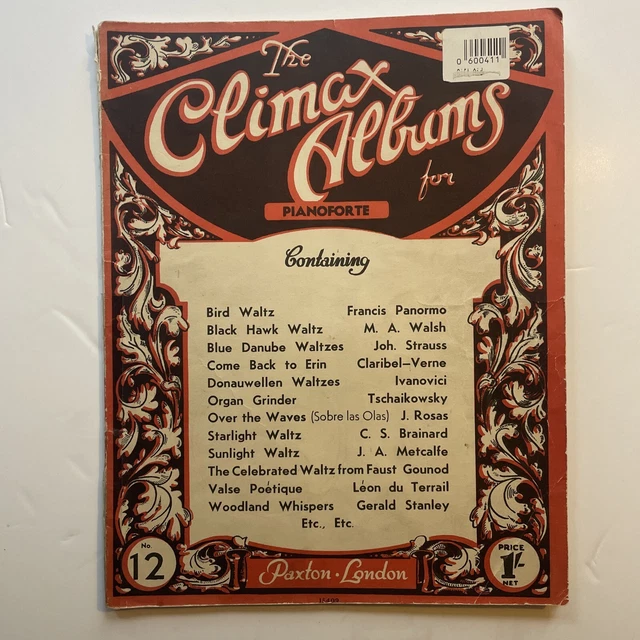 0 600411
The
Climax
Albums
for
PIANOFORTE
Containing
Bird Waltz Francis Panormo
Black Hawk Waltz M. A. Walsh
Blue Danube Waltzes Joh. Strauss
Come Back to Erin Claribel–Verne
Donauwellen Waltzes Ivanovici
Organ Grinder Tschaikowsky
Over the Waves (Sobre las Olas) J. Rosas
Starlight Waltz C. S. Brainard
Sunlight Waltz J. A. Metcalfe
The Celebrated Waltz from Faust Gounod
Valse Poétique Léon du Terrail
Woodland Whispers Gerald Stanley
Etc., Etc.
No.
12
Paxton · London
PRICE
1/-
NET